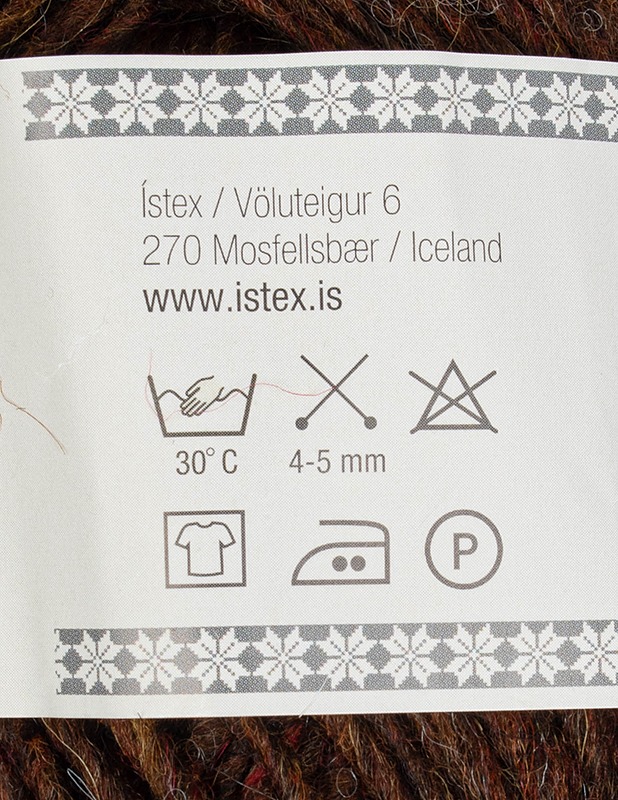 Ístex / Völuteigur 6
270 Mosfellsbær / Iceland
www.istex.is
30° C 4-5 mm
P